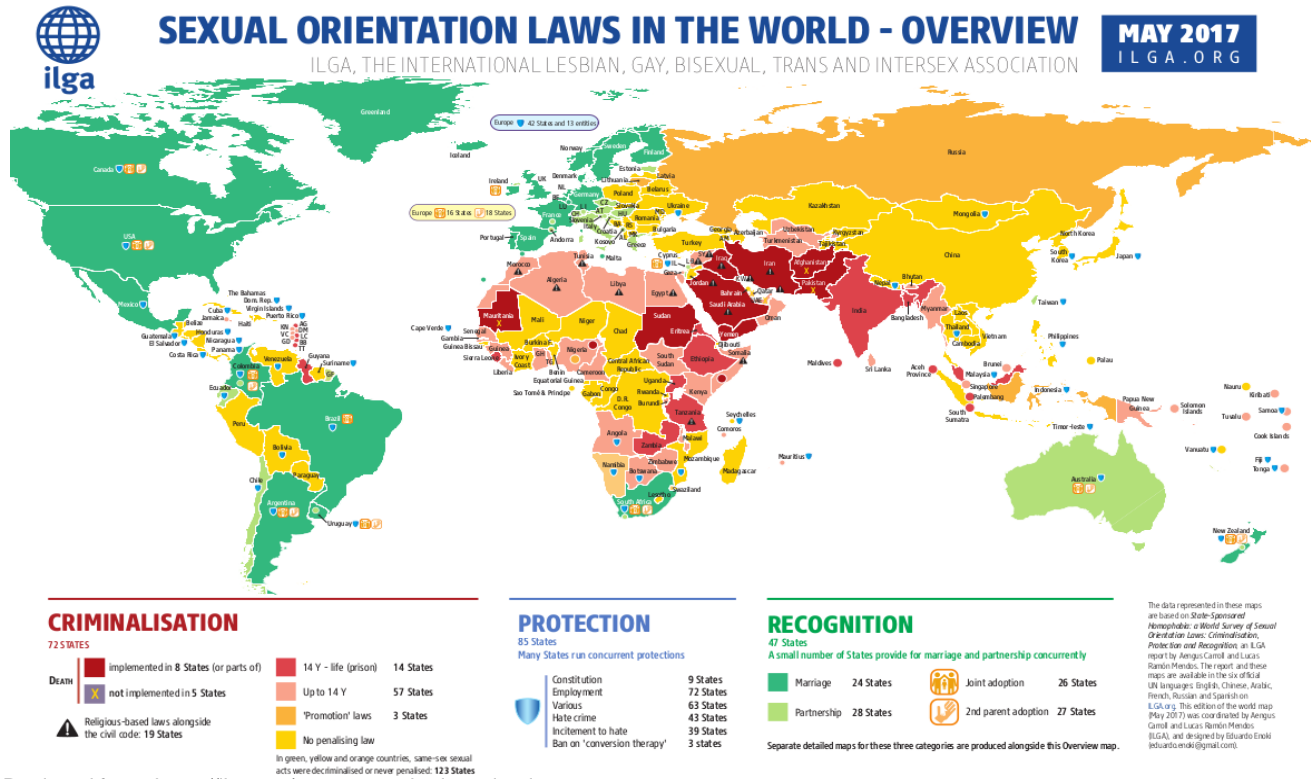 ilga
SEXUAL ORIENTATION LAWS IN THE WORLD - OVERVIEW
ILGA, THE INTERNATIONAL LESBIAN, GAY, BISEXUAL, TRANS AND INTERSEX ASSOCIATION
MAY 2017
ILGA.ORG
Greenland
Iceland
Europe 42 States and 13 entities
Norway
Sweden
Finland
Russia
Estonia
Latvia
Lithuania
Denmark
Ireland
UK
NL
Germany
Poland
Belarus
Ukraine
Europe 16 States 18 States
France
CZ
AT
Slovenia
Italy
Croatia
Kosovo
Romania
Bulgaria
MK
Greece
Portugal
Spain
Andorra
Malta
Turkey
Cyprus
Georgia
AM
Azerbaijan
Kazakhstan
Uzbekistan
Turkmenistan
Kyrgyzstan
Tajikistan
Mongolia
China
North Korea
South Korea
Japan
Taiwan
Canada
USA
Mexico
The Bahamas
Cuba
Dom. Rep.
Jamaica
Virgin Islands
Haiti
Puerto Rico
Belize
Guatemala
Honduras
El Salvador
Nicaragua
Costa Rica
Panama
KN
VC
GD
AG
DM
LC
BB
TT
Venezuela
Guyana
Suriname
GF
Colombia
Ecuador
Peru
Brazil
Bolivia
Paraguay
Chile
Argentina
Uruguay
Morocco
Tunisia
Algeria
Libya
Egypt
Gaza
Jordan
Iran
Iran
Afghanistan
Pakistan
Bahrain
Qatar
Saudi Arabia
Oman
Yemen
Nepal
Bhutan
India
Bangladesh
Myanmar
Laos
Thailand
Vietnam
Cambodia
Philippines
Palau
Cape Verde
Mauritania
Mali
Niger
Chad
Sudan
Eritrea
Djibouti
Somalia
Ethiopia
Senegal
Gambia
Guinea Bissau
Guinea
Sierra Leone
Liberia
Ivory Coast
Burkina F.
GH
TG
Benin
Nigeria
Cameroon
Central African Republic
South Sudan
Equatorial Guinea
Sao Tomé & Principe
Gabon
Congo
D.R. Congo
Uganda
Rwanda
Burundi
Kenya
Tanzania
Seychelles
Comoros
Angola
Zambia
Malawi
Mozambique
Zimbabwe
Namibia
Botswana
Madagascar
Mauritius
Swaziland
Lesotho
South Africa
Maldives
Sri Lanka
Aceh Province
Brunei
Malaysia
Singapore
Palembang
South Sumatra
Indonesia
Timor-leste
Papua New Guinea
Solomon Islands
Nauru
Kiribati
Tuvalu
Samoa
Cook Islands
Vanuatu
Fiji
Tonga
Australia
New Zealand
CRIMINALISATION
72 STATES
DEATH
implemented in 8 States (or parts of)
X not implemented in 5 States
Religious-based laws alongside
the civil code: 19 States
14 Y - life (prison) 14 States
Up to 14 Y 57 States
'Promotion' laws 3 States
No penalising law
In green, yellow and orange countries, same-sex sexual
acts were decriminalised or never penalised: 123 States
PROTECTION
85 States
Many States run concurrent protections
Constitution 9 States
Employment 72 States
Various 63 States
Hate crime 43 States
Incitement to hate 39 States
Ban on 'conversion therapy' 3 states
RECOGNITION
47 States
A small number of States provide for marriage and partnership concurrently
Marriage 24 States
Joint adoption 26 States
Partnership 28 States
2nd parent adoption 27 States
Separate detailed maps for these three categories are produced alongside this Overview map.
The data represented in these maps
are based on State-Sponsored
Homophobia: a World Survey of Sexual
Orientation Laws: Criminalisation,
Protection and Recognition, an ILGA
report by Aengus Carroll and Lucas
Ramón Mendos. The report and these
maps are available in the six official
UN languages: English, Chinese, Arabic,
French, Russian and Spanish on
ILGA.org. This edition of the world map
(May 2017) was coordinated by Aengus
Carroll and Lucas Ramón Mendos
(ILGA), and designed by Eduardo Enoki
(eduardo.enoki@gmail.com).